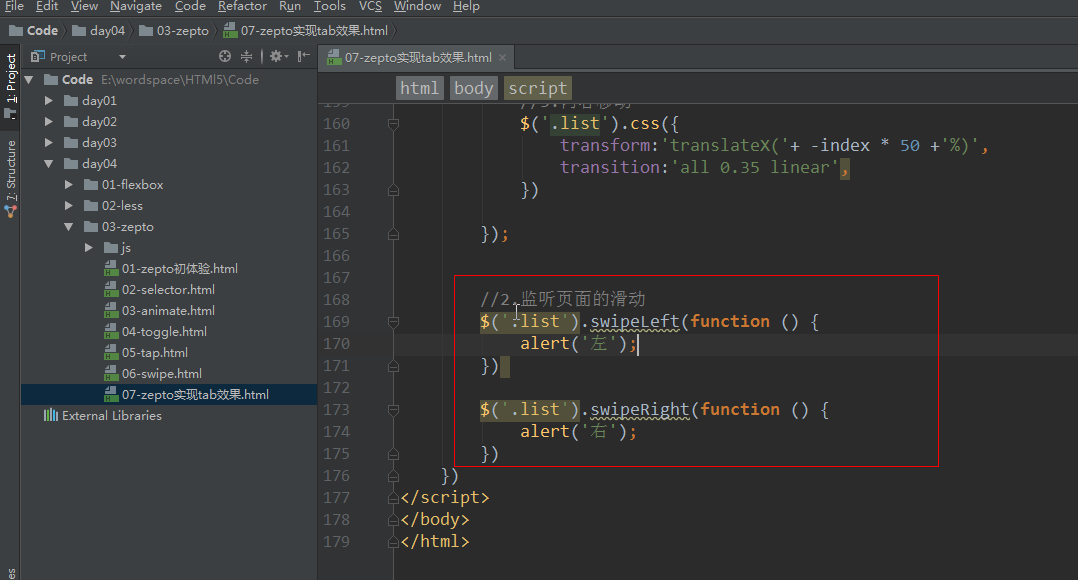 File Edit View Navigate Code Refactor Run Tools VCS Window Help
Code day04 03-zepto 07-zepto实现tab效果.html
1: Project
7: Structure
Project
Code E:\wordspace\HTMl5\Code
day01
day02
day03
day04
01-flexbox
02-less
03-zepto
js
01-zepto初体验.html
02-selector.html
03-animate.html
04-toggle.html
05-tap.html
06-swipe.html
07-zepto实现tab效果.html
External Libraries
07-zepto实现tab效果.html
html body script
160 $('.list').css({
161 transform:'translateX('+ -index * 50 +'%)',
162 transition:'all 0.35 linear',
163 })
164
165 });
166
167
168 //2.监听页面的滑动
169 $('.list').swipeLeft(function () {
170 alert('左');
171 })
172
173 $('.list').swipeRight(function () {
174 alert('右');
175 })
176 })
177 </script>
178 </body>
179 </html>